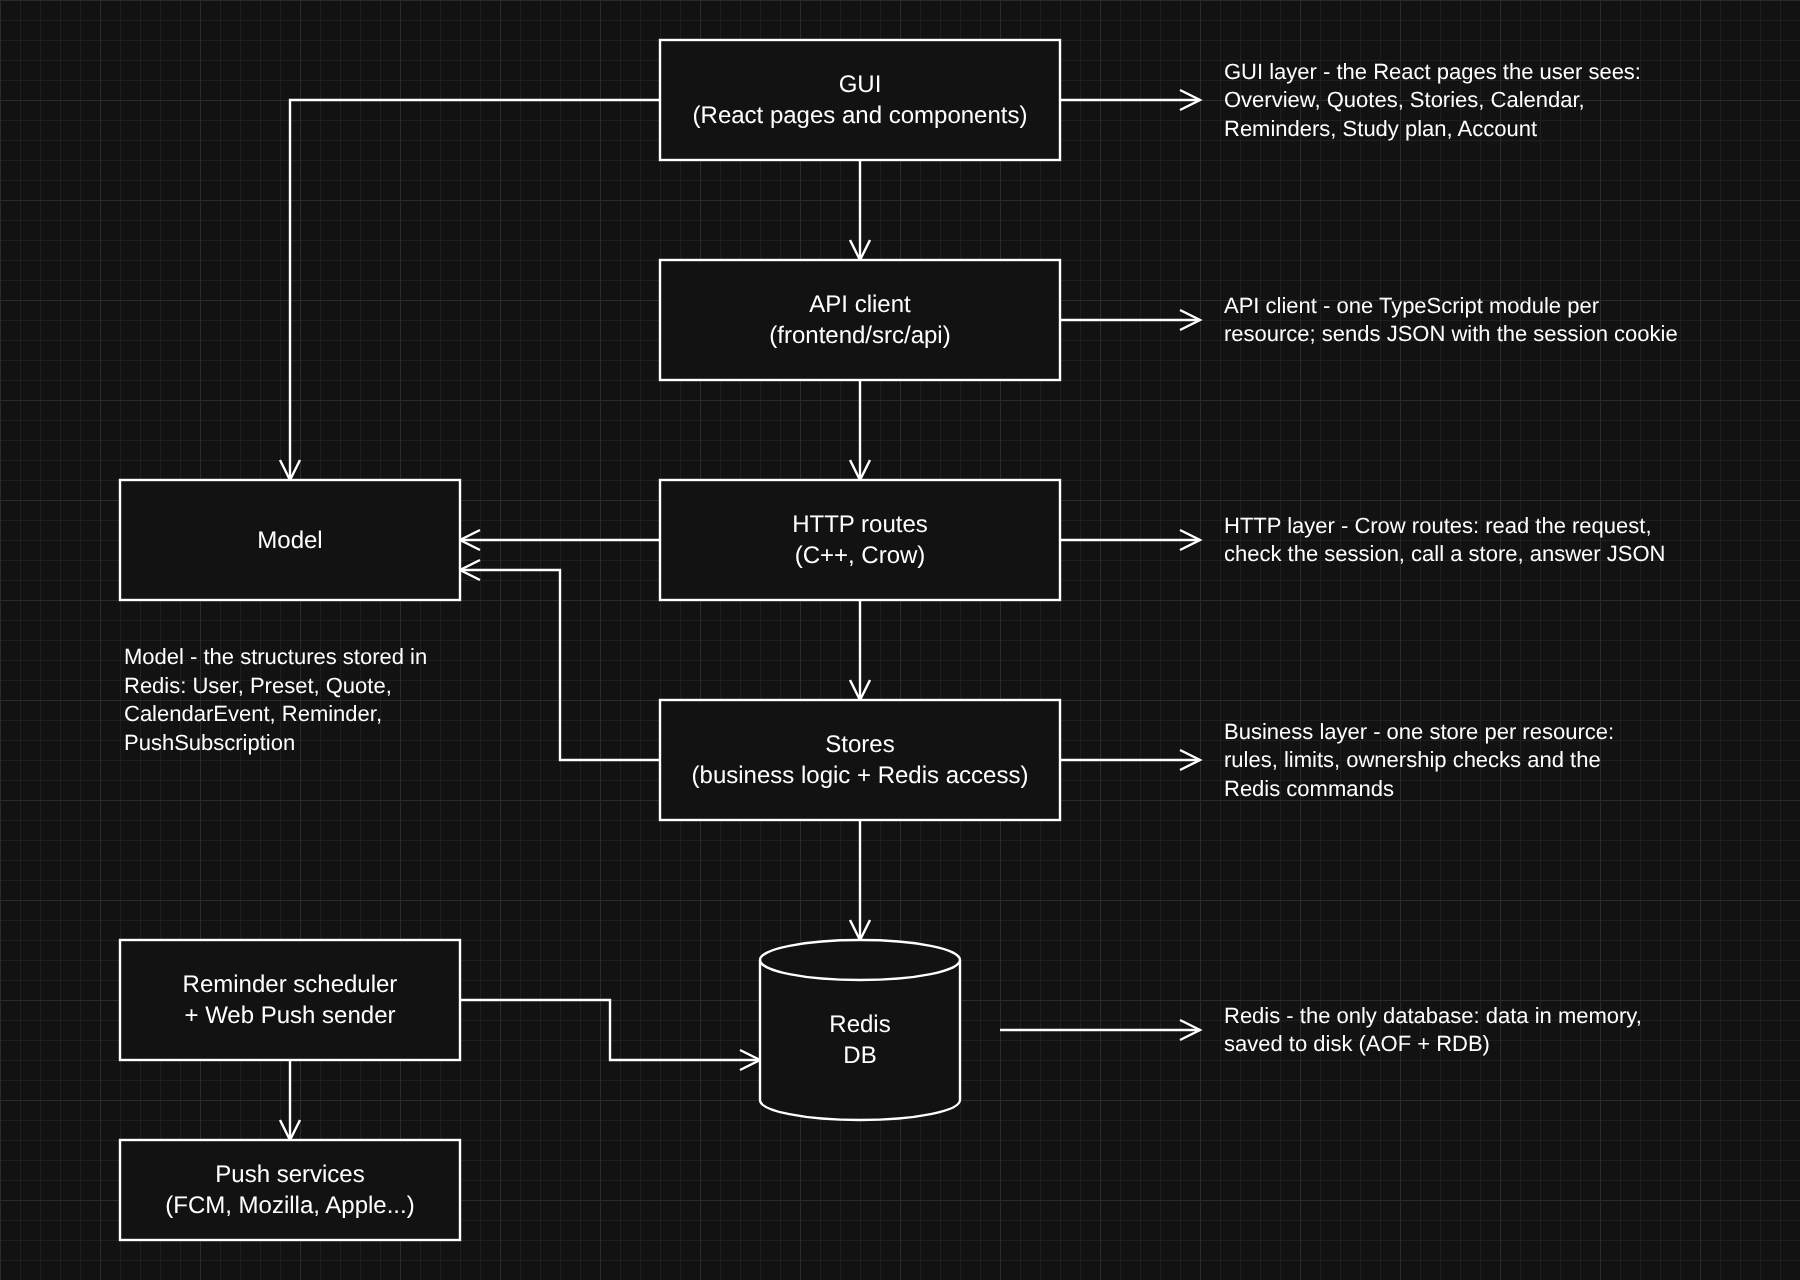 GUI
(React pages and components)
GUI layer - the React pages the user sees:
Overview, Quotes, Stories, Calendar,
Reminders, Study plan, Account
API client
(frontend/src/api)
API client - one TypeScript module per
resource; sends JSON with the session cookie
Model
HTTP routes
(C++, Crow)
HTTP layer - Crow routes: read the request,
check the session, call a store, answer JSON
Model - the structures stored in
Redis: User, Preset, Quote,
CalendarEvent, Reminder,
PushSubscription
Stores
(business logic + Redis access)
Business layer - one store per resource:
rules, limits, ownership checks and the
Redis commands
Reminder scheduler
+ Web Push sender
Redis
DB
Redis - the only database: data in memory,
saved to disk (AOF + RDB)
Push services
(FCM, Mozilla, Apple...)